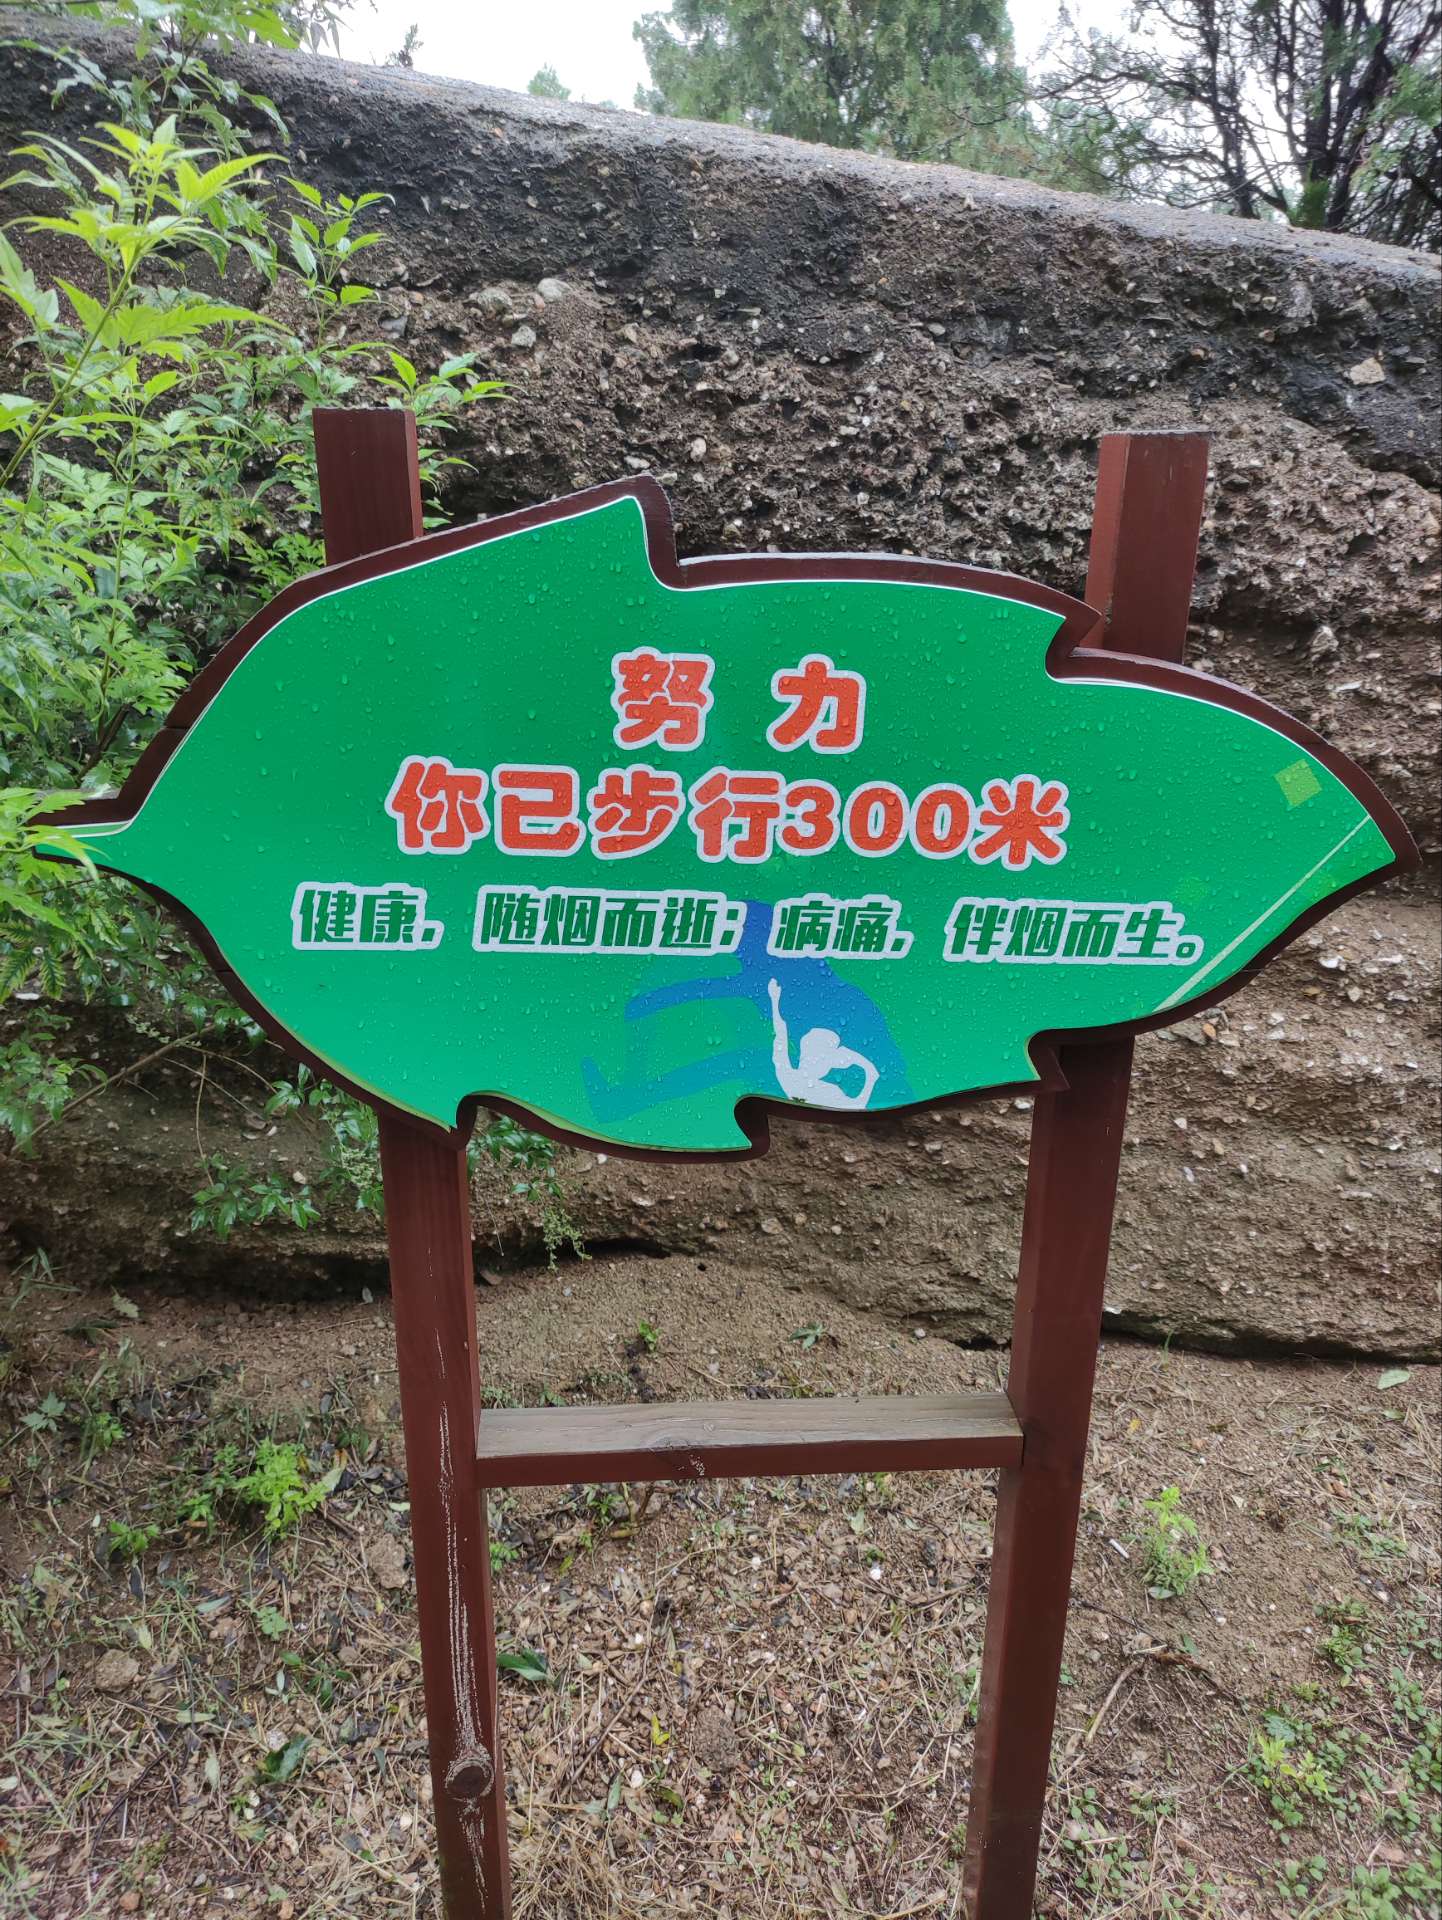 努 力
你已步行300米
健康，随烟而逝；病痛，伴烟而生。